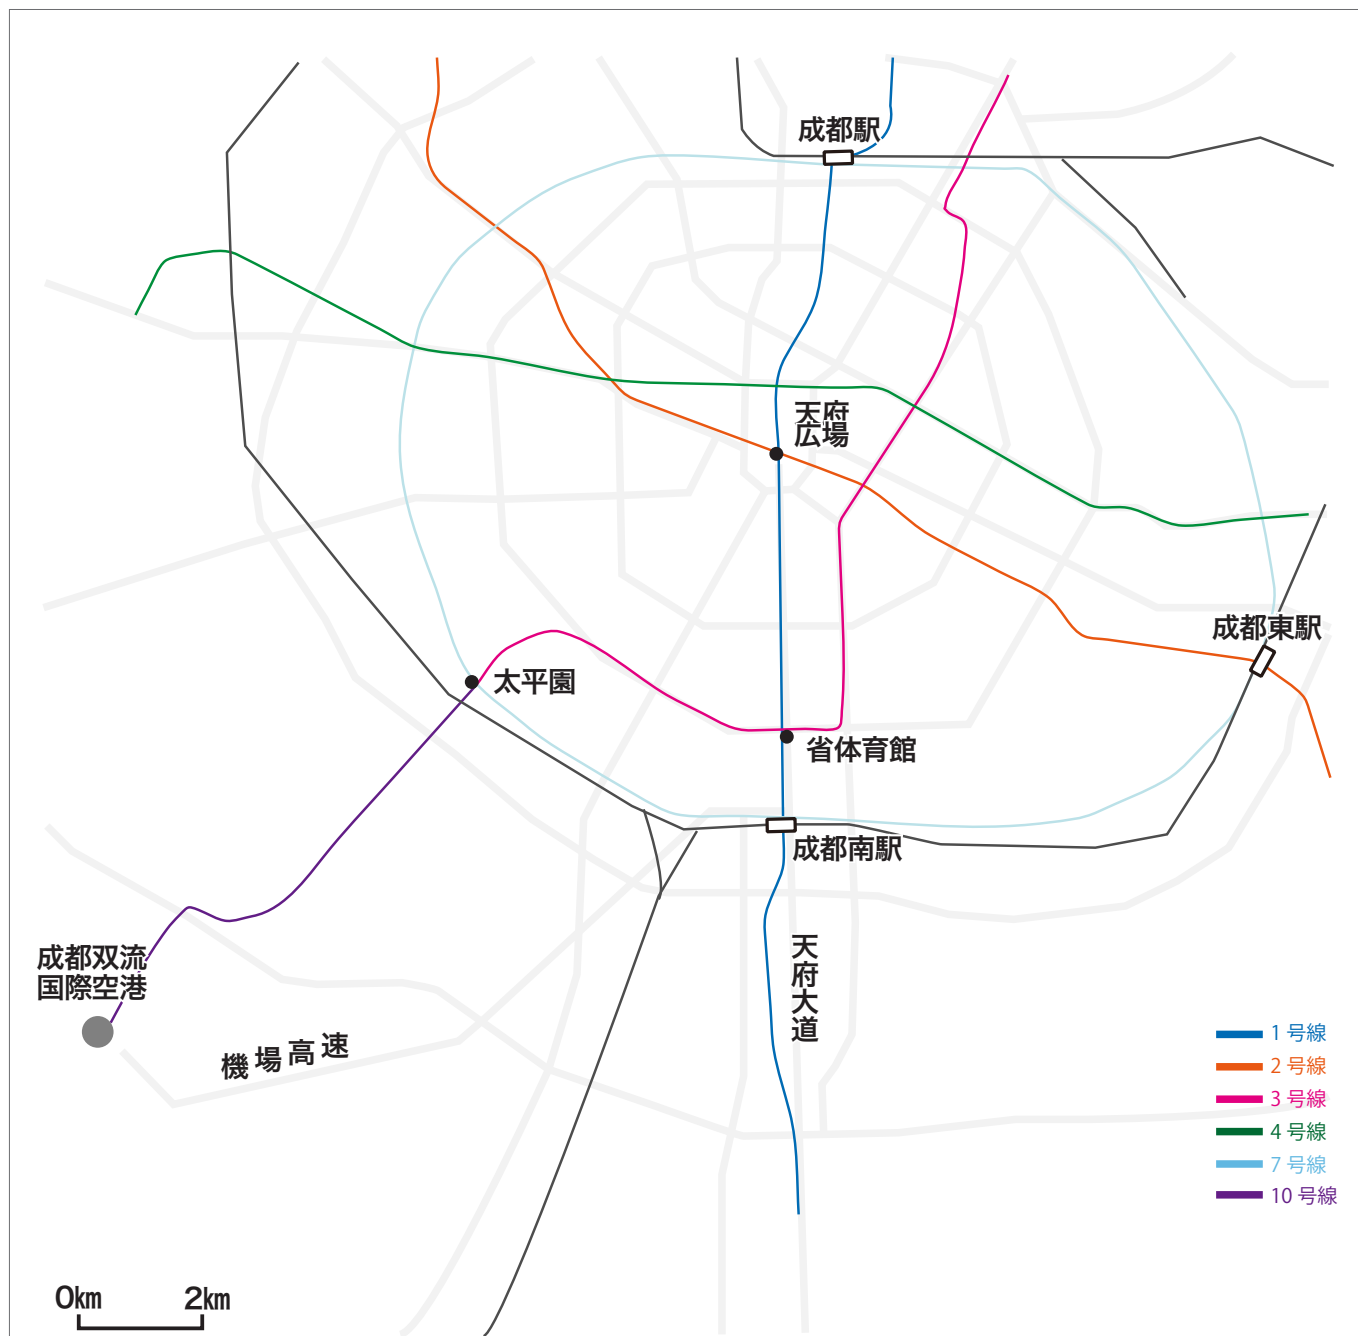 成都駅
天府
広場
成都東駅
太平園
省体育館
成都南駅
成都双流
国際空港
天府大道
機場高速
1 号線
2 号線
3 号線
4 号線
7 号線
10 号線
0km
2km